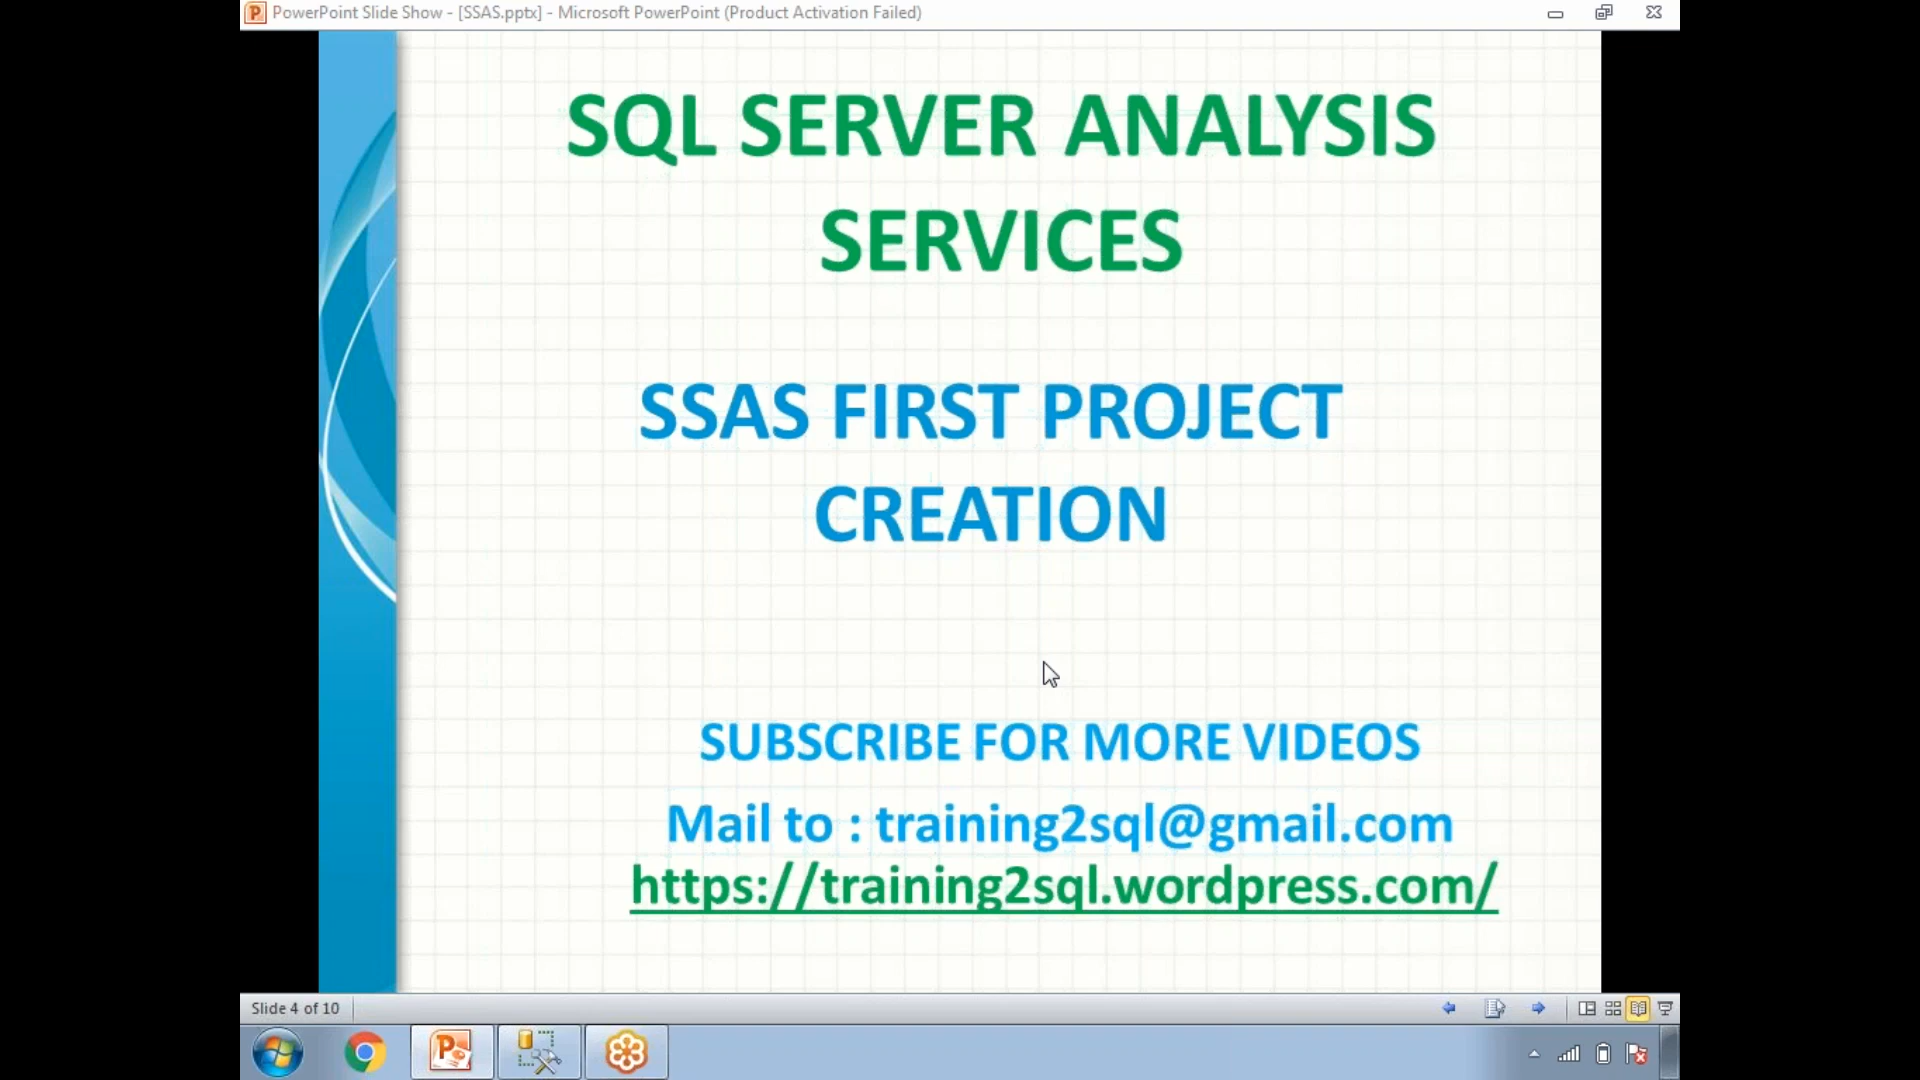 PowerPoint Slide Show - [SSAS.pptx] - Microsoft PowerPoint (Product Activation Failed)
SQL SERVER ANALYSIS
SERVICES
SSAS FIRST PROJECT
CREATION
SUBSCRIBE FOR MORE VIDEOS
Mail to : training2sql@gmail.com
https://training2sql.wordpress.com/
Slide 4 of 10